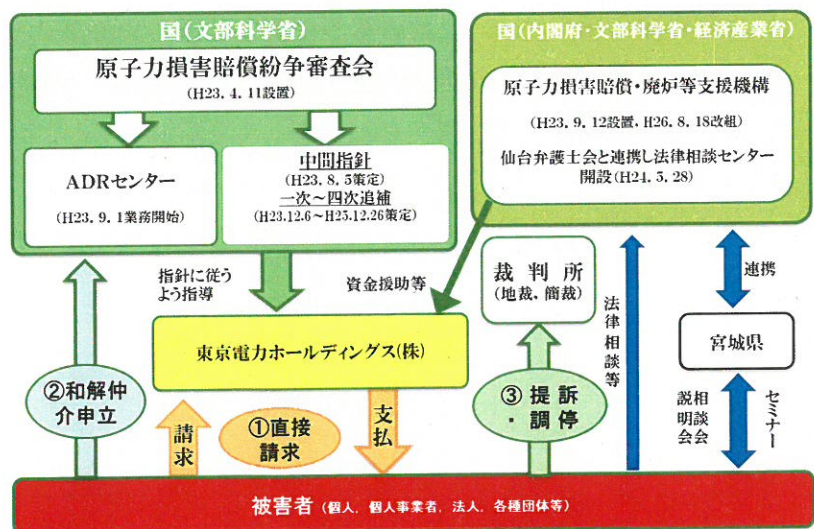 国(文部科学省)
原子力損害賠償紛争審査会
(H23. 4. 11設置)
ADRセンター
(H23. 9. 1業務開始)
中間指針
(H23. 8. 5策定)
一次～四次追補
(H23.12.6～H25.12.26策定)
国(内閣府・文部科学省・経済産業省)
原子力損害賠償・廃炉等支援機構
(H23. 9. 12設置，H26. 8. 18改組)
仙台弁護士会と連携し法律相談センター
開設(H24. 5. 28)
指針に従う
よう指導
資金援助等
裁判所
(地裁、簡裁)
法律相談等
連携
東京電力ホールディングス(株)
宮城県
②和解仲
介申立
請求
①直接
請求
支払
③提訴
・調停
セミナー
相談会
説明会
被害者（個人，個人事業者，法人，各種団体等）